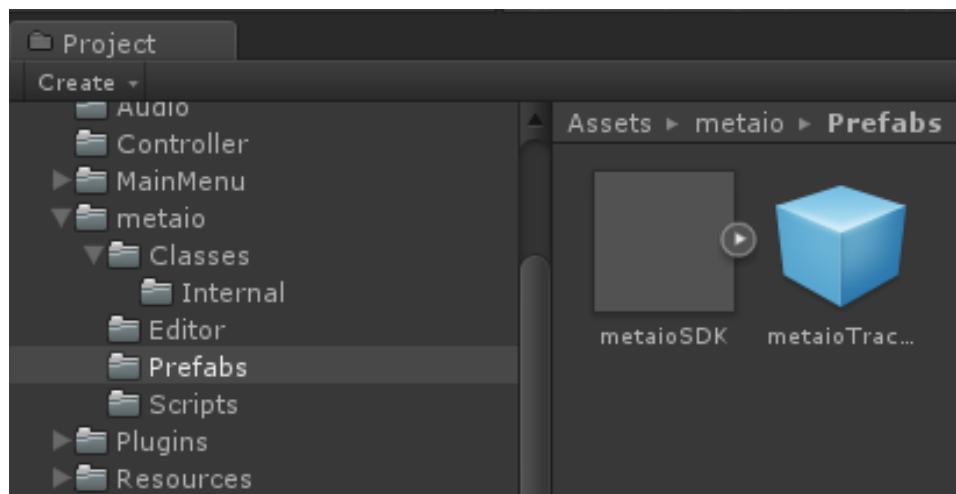 Project
Create
Audio
Controller
MainMenu
metaio
Classes
Internal
Editor
Prefabs
Scripts
Plugins
Resources
Assets ▸ metaio ▸ Prefabs
metaioSDK
metaioTrac...